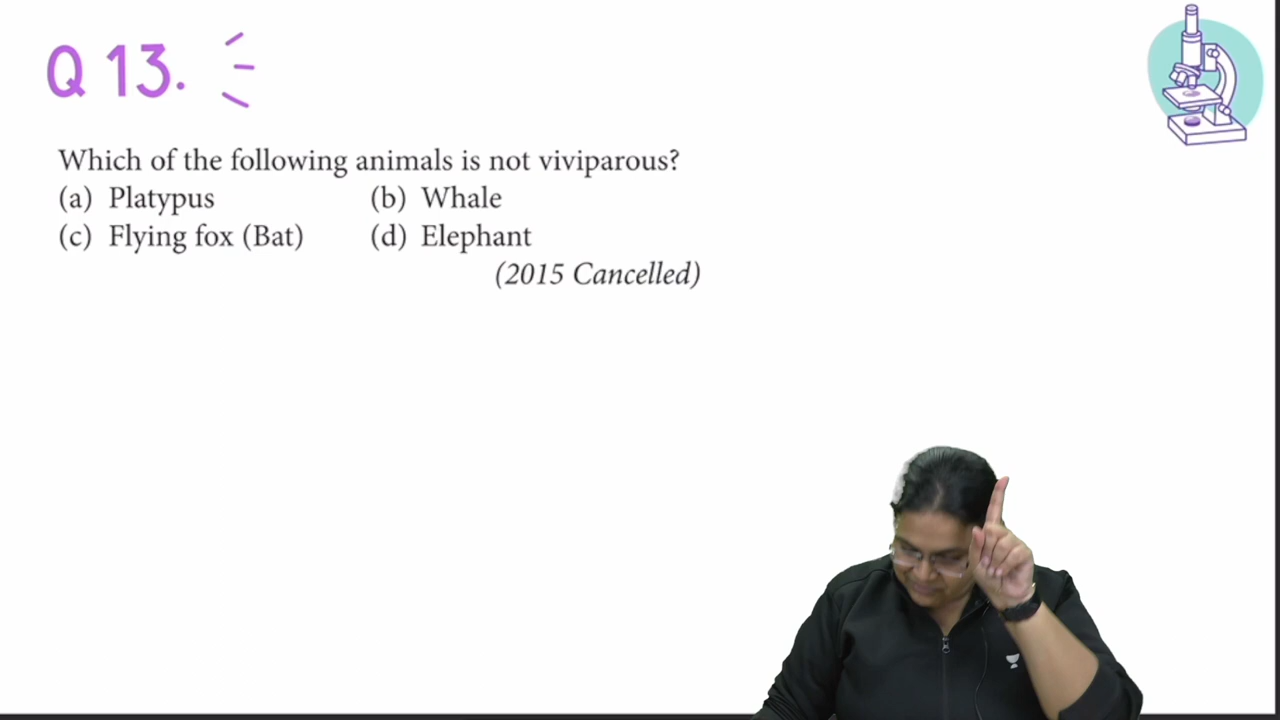 Q 13.
Which of the following animals is not viviparous?
(a) Platypus (b) Whale
(c) Flying fox (Bat) (d) Elephant
(2015 Cancelled)